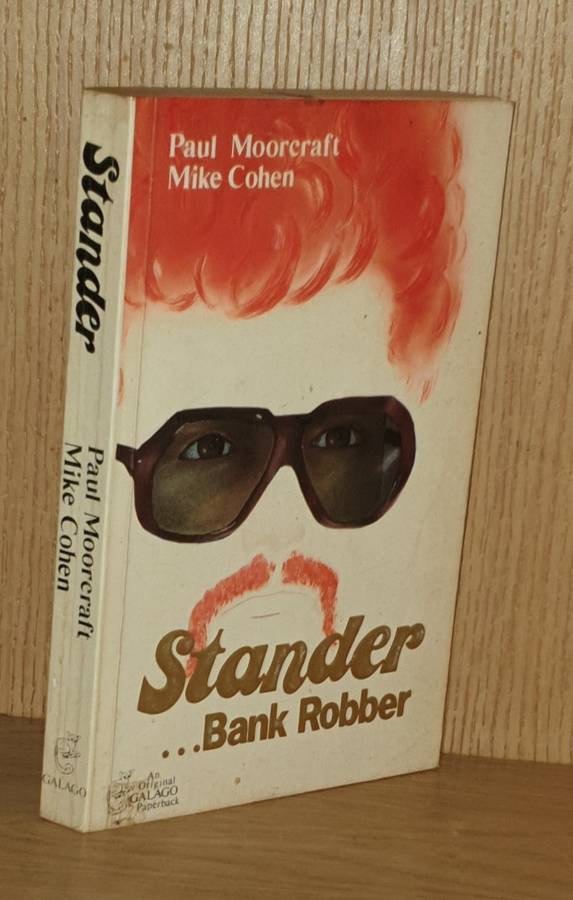 Stander
Paul Moorcraft
Mike Cohen
GALAGO
Paul Moorcraft
Mike Cohen
Stander
...Bank Robber
An
Original
GALAGO
Paperback